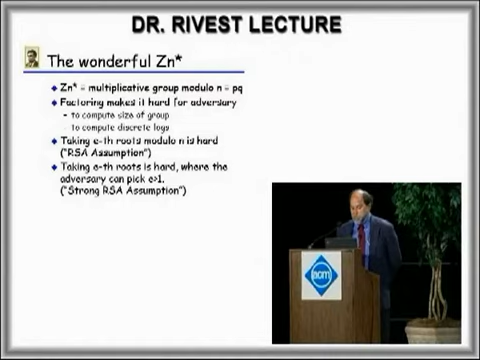 DR. RIVEST LECTURE
The wonderful Zn*
Zn* = multiplicative group modulo n = pq
Factoring makes it hard for adversary
- to compute size of group
- to compute discrete logs
Taking e-th roots modulo n is hard
("RSA Assumption")
Taking e-th roots is hard, where the
adversary can pick e>1.
("Strong RSA Assumption")
acm